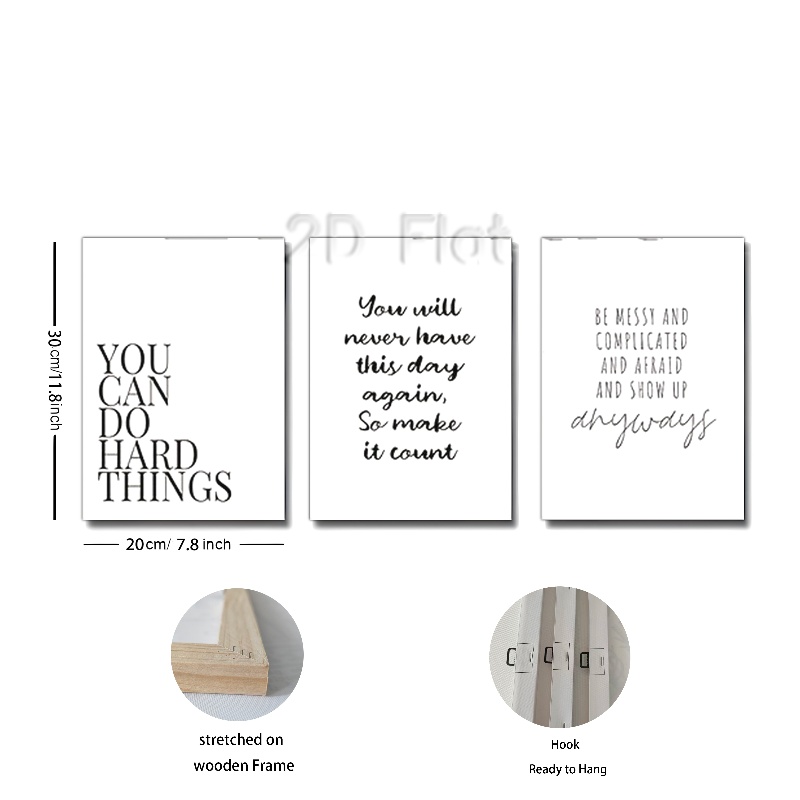 2D Flat
30cm/11.8inch
YOU
CAN
DO
HARD
THINGS
You will
never have
this day
again,
So make
it count
BE MESSY AND
COMPLICATED
AND AFRAID
AND SHOW UP
anyways
20cm/ 7.8 inch
stretched on
wooden Frame
Hook
Ready to Hang